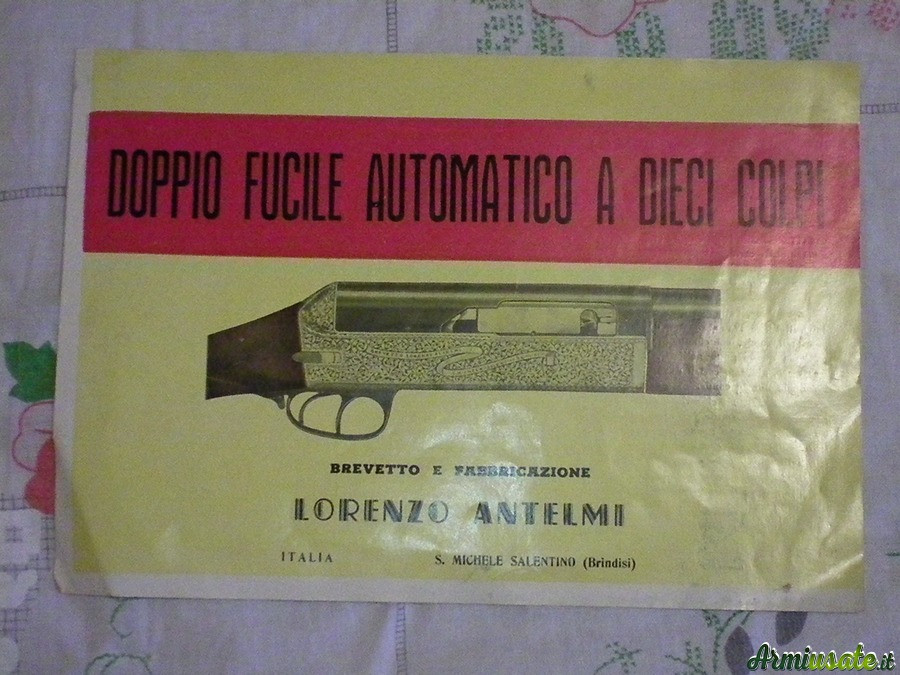 DOPPIO FUCILE AUTOMATICO A DIECI COLPI
BREVETTO E FABBRICAZIONE
LORENZO ANTELMI
ITALIA S. MICHELE SALENTINO (Brindisi)
Armiusate.it